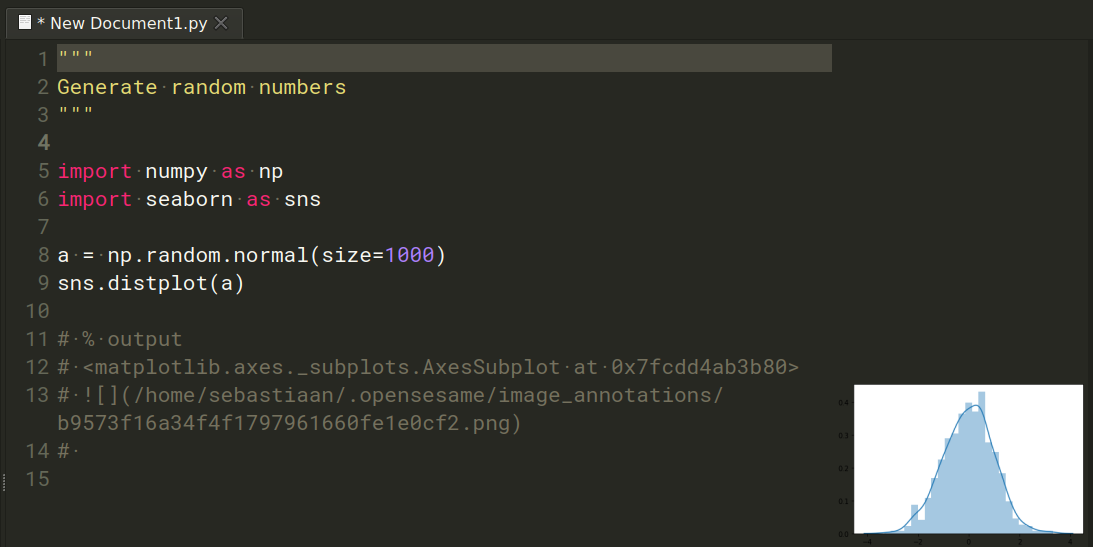 * New Document1.py
1 """
2 Generate random numbers
3 """
4
5 import numpy as np
6 import seaborn as sns
7
8 a = np.random.normal(size=1000)
9 sns.distplot(a)
10
11 # % output
12 # <matplotlib.axes._subplots.AxesSubplot at 0x7fcdd4ab3b80>
13 # ![](/home/sebastiaan/.opensesame/image_annotations/
b9573f16a34f4f1797961660fe1e0cf2.png)
14 #
15
0.4
0.3
0.2
0.1
0.0
−4 −2 0 2 4